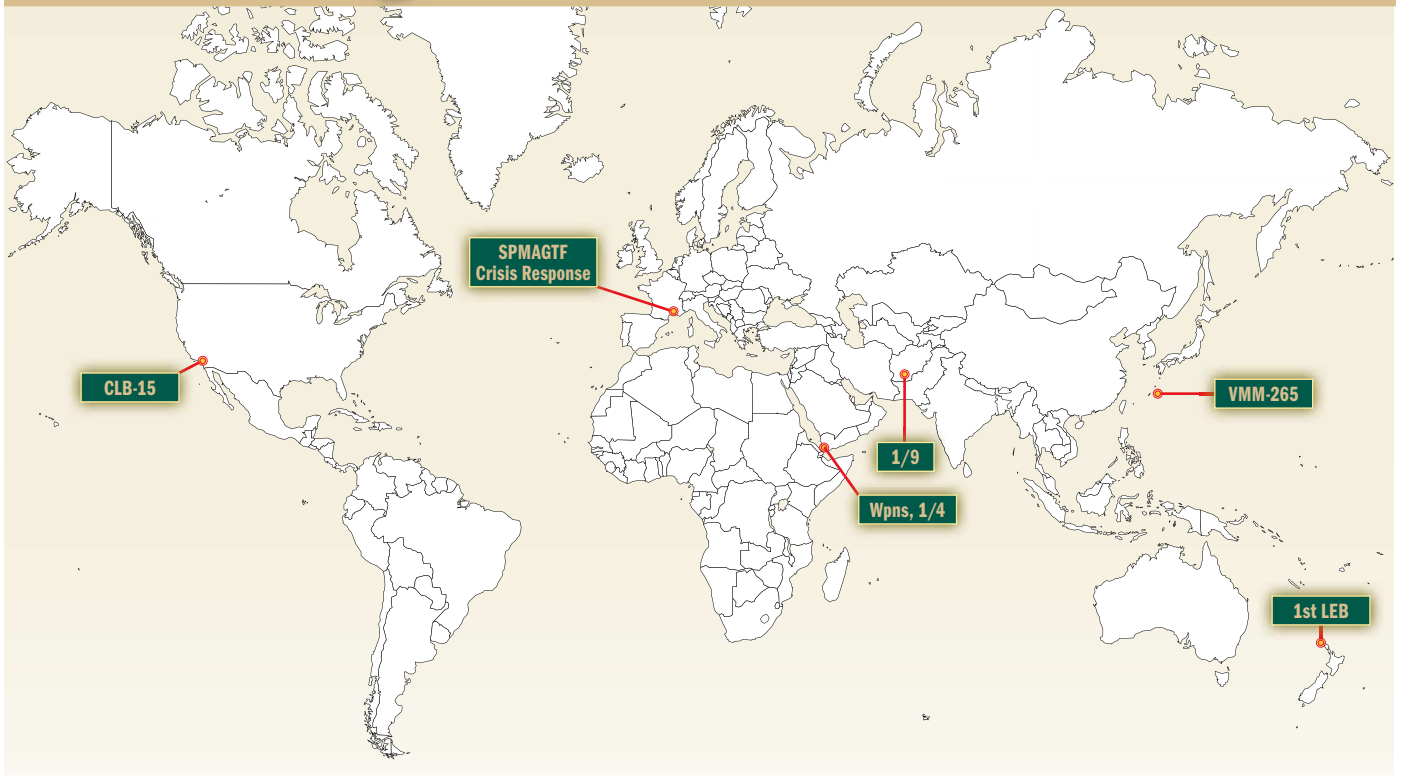 SPMAGTF
Crisis Response
CLB-15
VMM-265
1/9
Wpns, 1/4
1st LEB